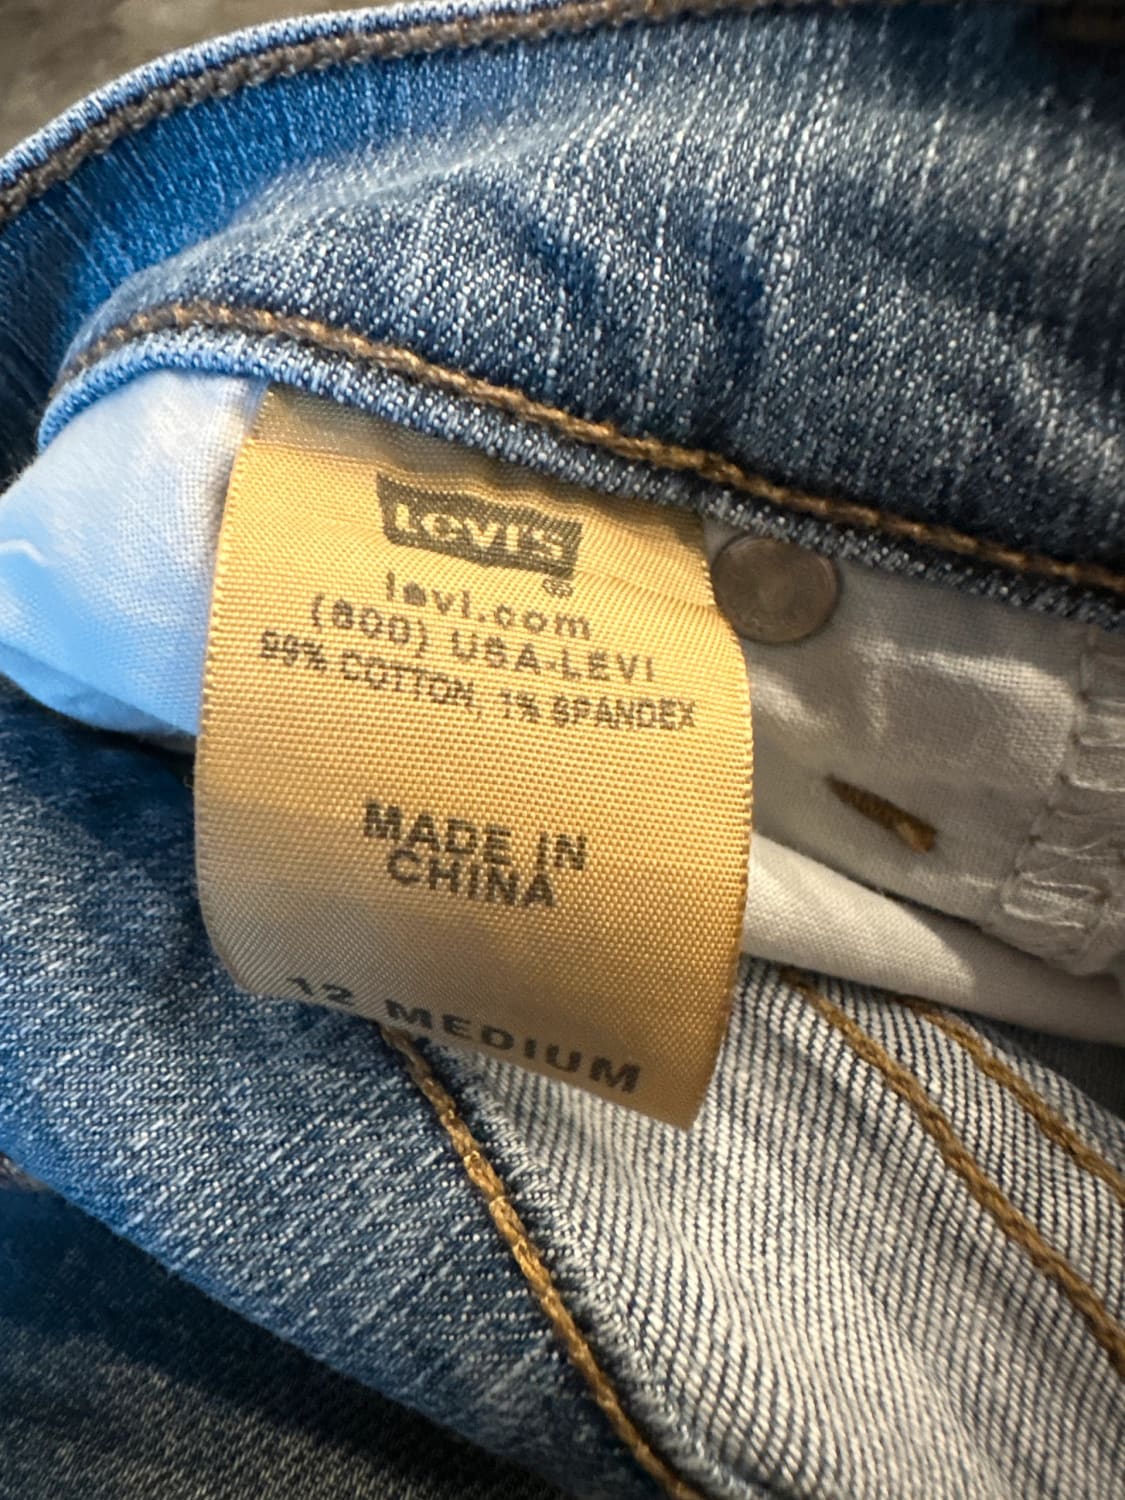 Levi's®
levi.com
(800) USA-LEVI
99% COTTON, 1% SPANDEX
MADE IN
CHINA
12 MEDIUM